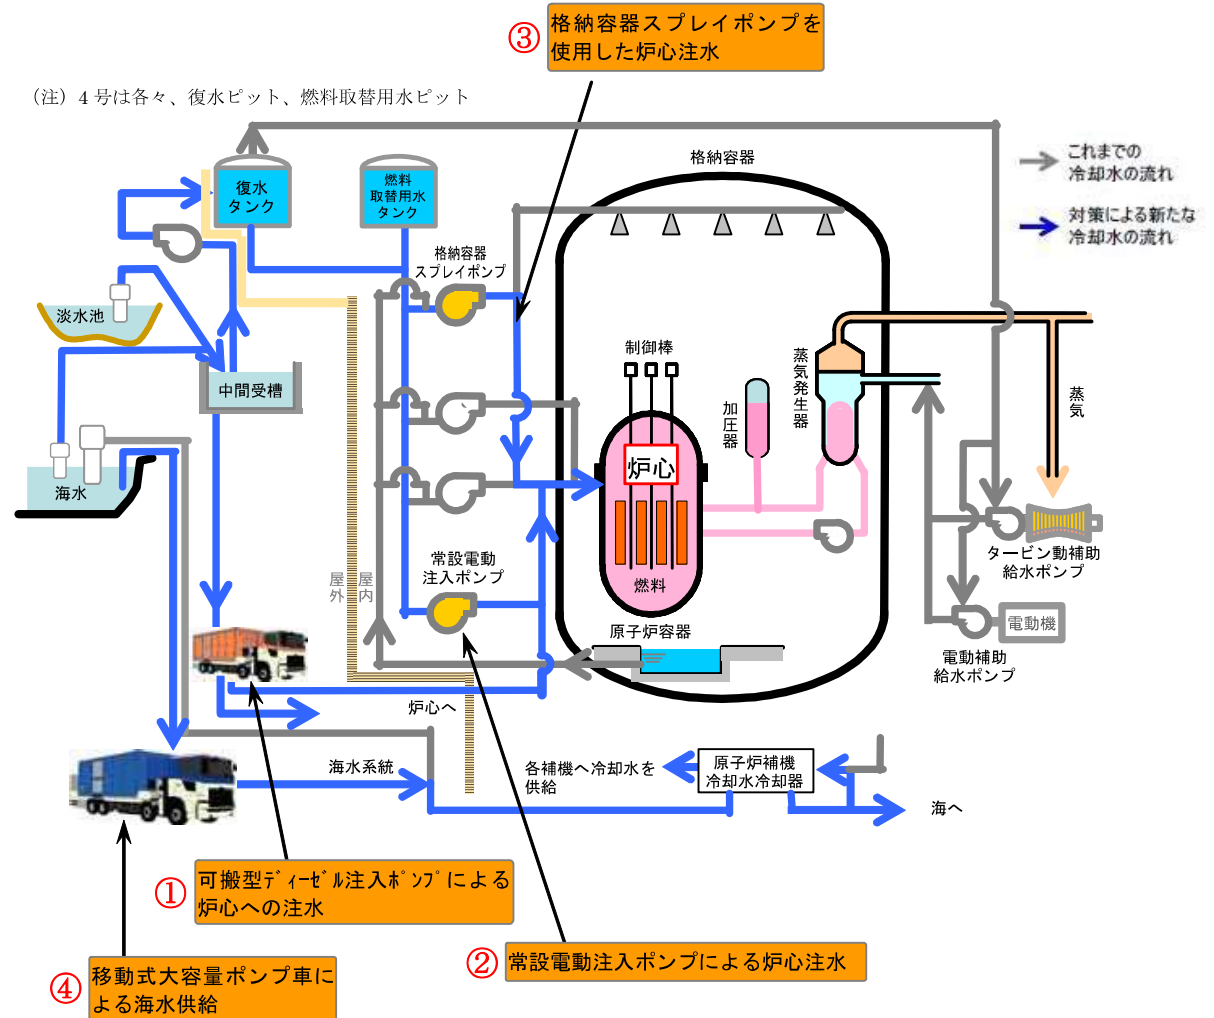 ③
格納容器スプレイポンプを
使用した炉心注水
（注）4号は各々、復水ピット、燃料取替用水ピット
これまでの
冷却水の流れ
対策による新たな
冷却水の流れ
格納容器
復水
タンク
燃料
取替用水
タンク
格納容器
スプレイポンプ
淡水池
中間受槽
海水
制御棒
加圧器
蒸気発生器
蒸気
炉心
燃料
原子炉容器
常設電動
注入ポンプ
屋外
屋内
タービン動補助
給水ポンプ
電動機
電動補助
給水ポンプ
炉心へ
海水系統
各補機へ冷却水を
供給
原子炉補機
冷却水冷却器
海へ
①
可搬型ﾃﾞｨｰｾﾞﾙ注入ﾎﾟﾝﾌﾟによる
炉心への注水
②
常設電動注入ポンプによる炉心注水
④
移動式大容量ポンプ車に
よる海水供給